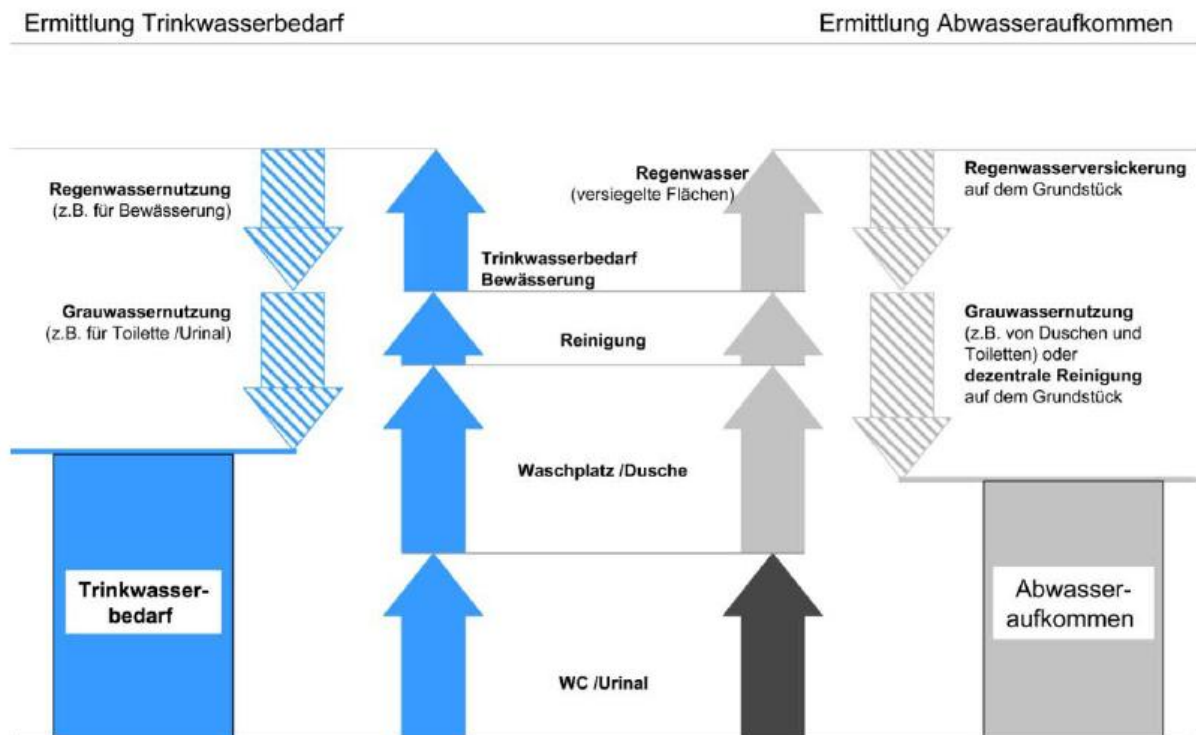 Ermittlung Trinkwasserbedarf
Ermittlung Abwasseraufkommen
Regenwassernutzung
(z.B. für Bewässerung)
Grauwassernutzung
(z.B. für Toilette /Urinal)
Trinkwasser-
bedarf
Regenwasser
(versiegelte Flächen)
Trinkwasserbedarf
Bewässerung
Reinigung
Waschplatz /Dusche
WC /Urinal
Regenwasserversickerung
auf dem Grundstück
Grauwassernutzung
(z.B. von Duschen und
Toiletten) oder
dezentrale Reinigung
auf dem Grundstück
Abwasser-
aufkommen